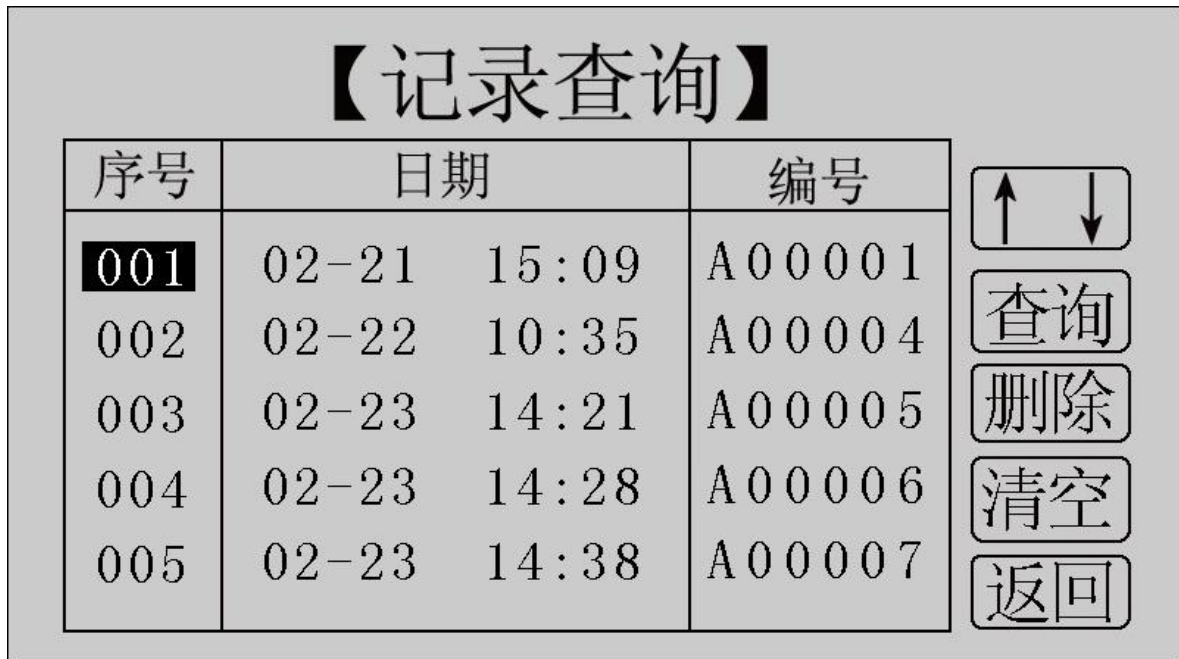 【记录查询】
序号 日期 编号
001 02-21 15:09 A00001
002 02-22 10:35 A00004
003 02-23 14:21 A00005
004 02-23 14:28 A00006
005 02-23 14:38 A00007
↑ ↓
查询
删除
清空
返回